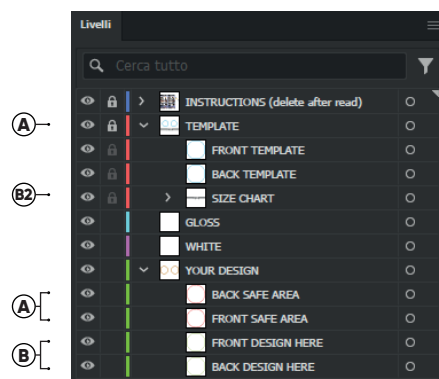 Livelli
Cerca tutto
INSTRUCTIONS (delete after read)
A TEMPLATE
FRONT TEMPLATE
BACK TEMPLATE
B2 SIZE CHART
GLOSS
WHITE
YOUR DESIGN
A BACK SAFE AREA
FRONT SAFE AREA
B FRONT DESIGN HERE
BACK DESIGN HERE